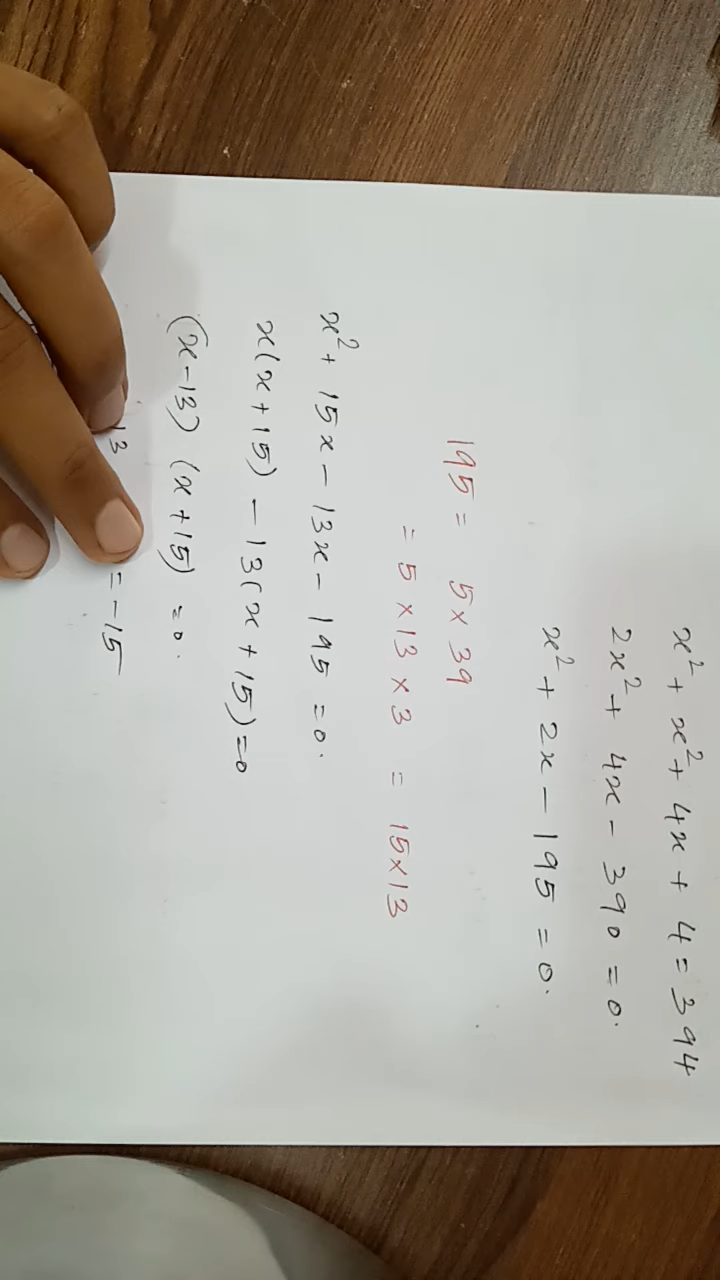 x² + x² + 4x + 4 = 394
2x² + 4x - 390 = 0.
x² + 2x - 195 = 0.
195 = 5 × 39
= 5 × 13 × 3 = 15 × 13
x² + 15x - 13x - 195 = 0.
x(x + 15) - 13(x + 15) = 0
(x - 13) (x + 15) = 0.
13 = -15